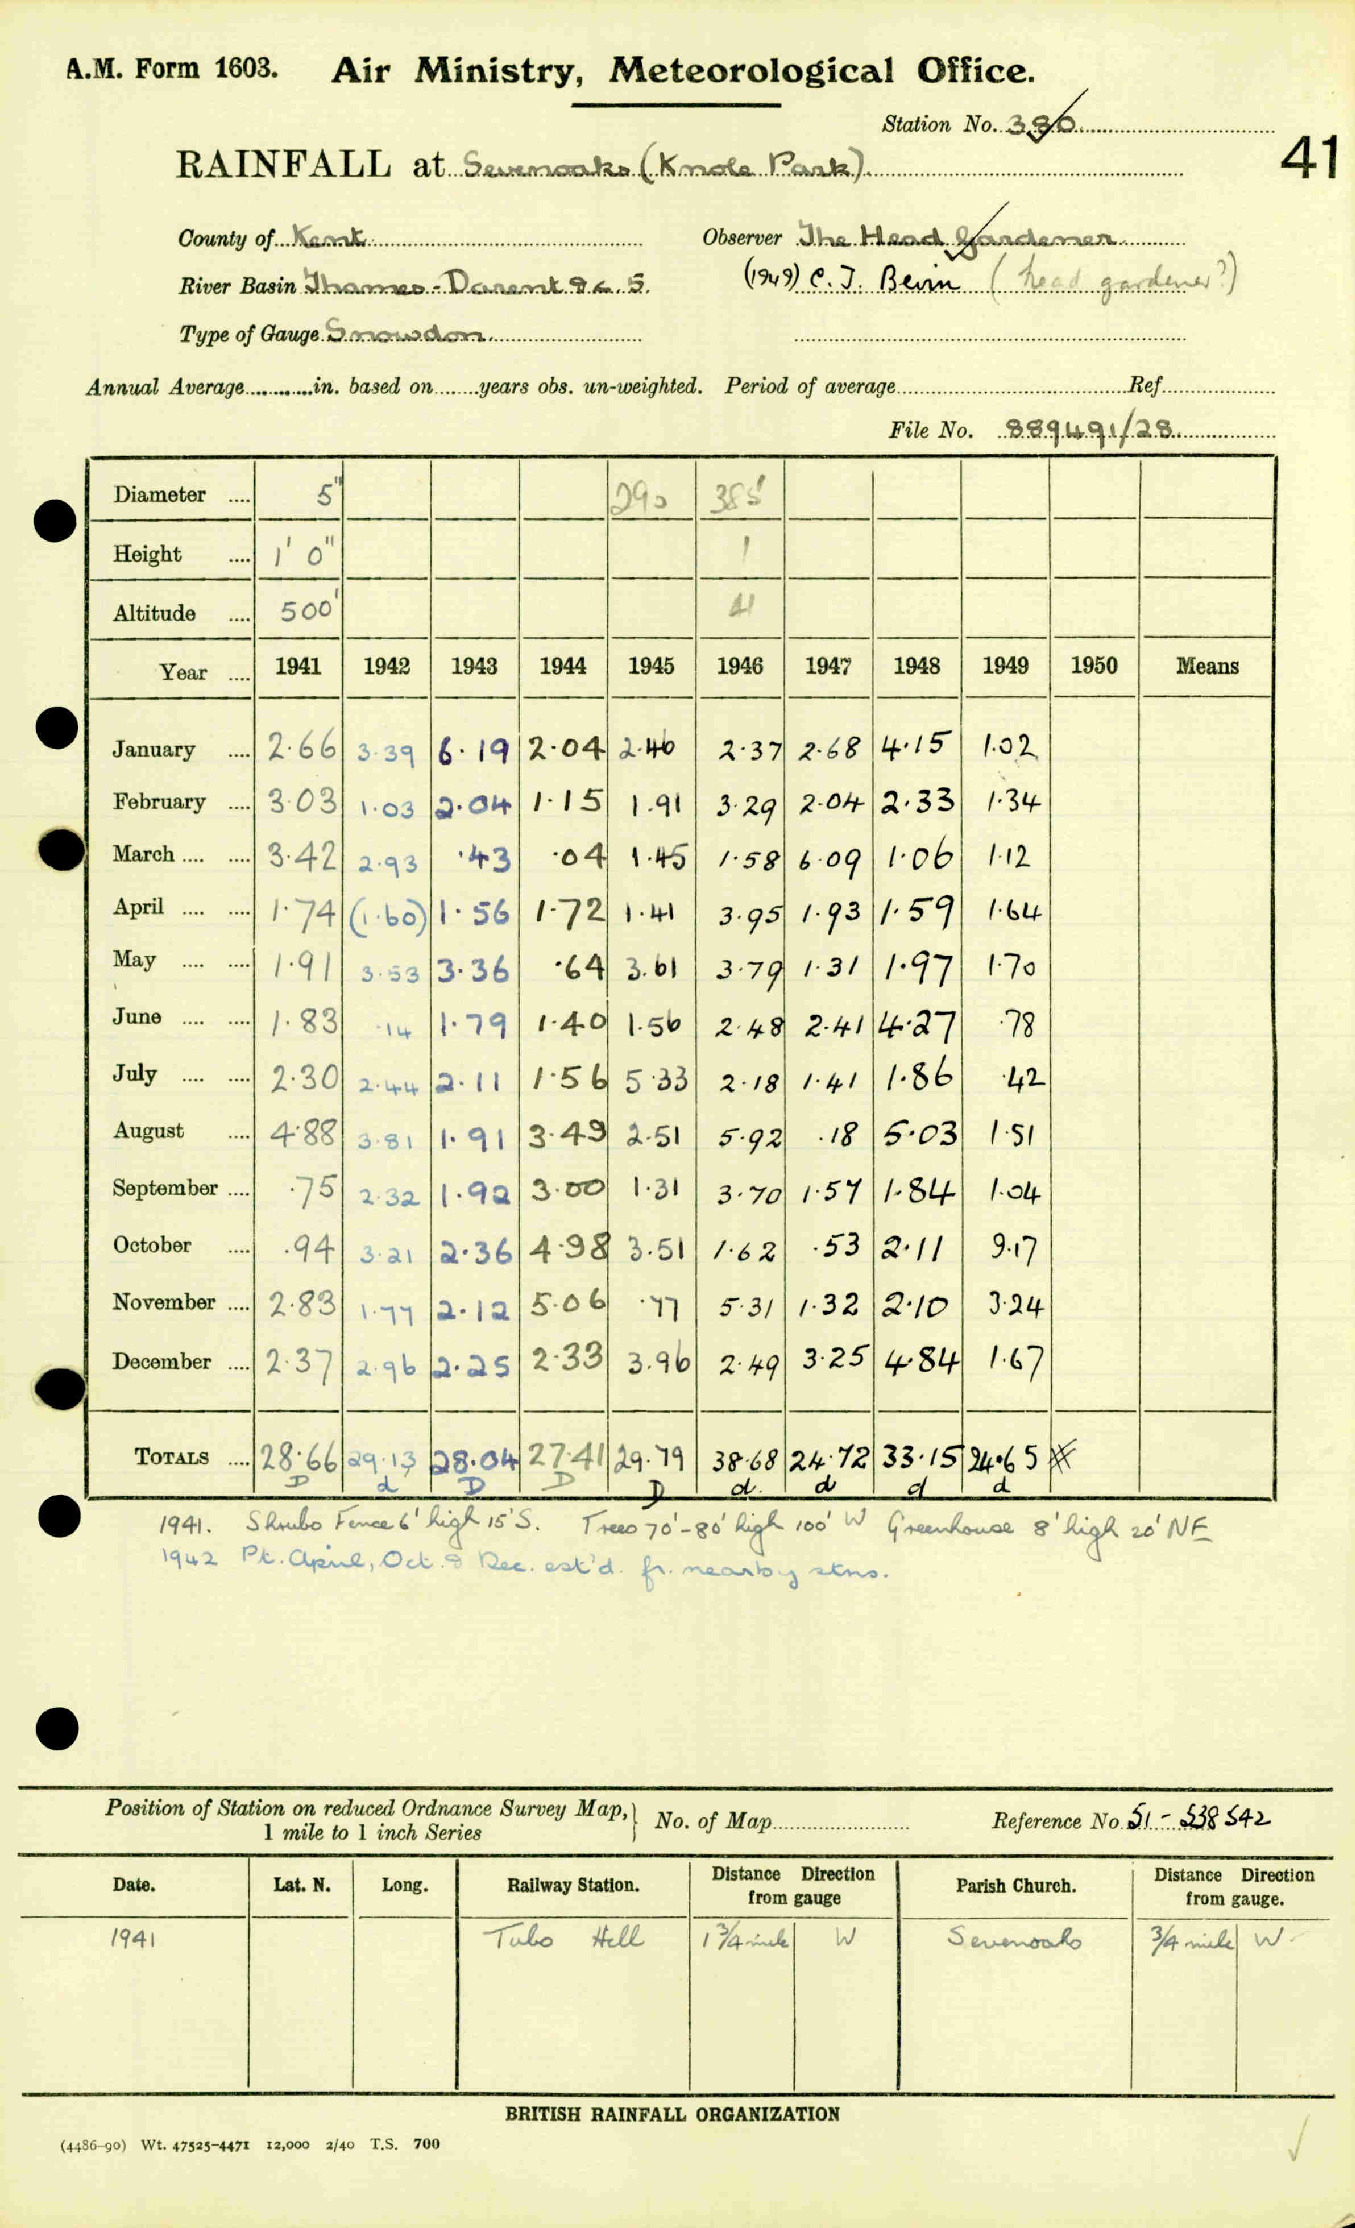 A.M. Form 1603. Air Ministry, Meteorological Office.
Station No. 380
41
RAINFALL at Sevenoaks (Knole Park)
County of Kent Observer The Head Gardener
River Basin Thames - Darent 9c.5. (1949) C. J. Bevin (head gardener?)
Type of Gauge Snowdon
Annual Average in. based on years obs. un-weighted. Period of average Ref
File No. 889491/28
Diameter .... 5" 290 385'
Height .... 1' 0" 1
Altitude .... 500' 41
Year .... 1941 1942 1943 1944 1945 1946 1947 1948 1949 1950 Means
January .... 2.66 3.39 6.19 2.04 2.46 2.37 2.68 4.15 1.02
February .... 3.03 1.03 2.04 1.15 1.91 3.29 2.04 2.33 1.34
March .... .... 3.42 2.93 .43 .04 1.45 1.58 6.09 1.06 1.12
April .... .... 1.74 (1.60) 1.56 1.72 1.41 3.95 1.93 1.59 1.64
May .... .... 1.91 3.53 3.36 .64 3.61 3.79 1.31 1.97 1.70
June .... .... 1.83 .14 1.79 1.40 1.56 2.48 2.41 4.27 .78
July .... .... 2.30 2.44 2.11 1.56 5.33 2.18 1.41 1.86 .42
August .... 4.88 3.81 1.91 3.49 2.51 5.92 .18 5.03 1.51
September .... .75 2.32 1.92 3.00 1.31 3.70 1.57 1.84 1.04
October .... .94 3.21 2.36 4.98 3.51 1.62 .53 2.11 9.17
November .... 2.83 1.77 2.12 5.06 .77 5.31 1.32 2.10 3.24
December .... 2.37 2.96 2.25 2.33 3.96 2.49 3.25 4.84 1.67
TOTALS .... 28.66 29.13 28.04 27.41 29.79 38.68 24.72 33.15 24.65
D d D D D d d d d
1941. Shrubs Fence 6' high 15' S. Trees 70'-80' high 100' W Greenhouse 8' high 20' NE
1942 Pt. April, Oct. & Dec. est'd. fr. nearby stns.
Position of Station on reduced Ordnance Survey Map, 1 mile to 1 inch Series } No. of Map Reference No 51 - 538542
Date. Lat. N. Long. Railway Station. Distance Direction from gauge Parish Church. Distance Direction from gauge.
1941 Tubs Hill 1 3/4 mile W Sevenoaks 3/4 mile W
BRITISH RAINFALL ORGANIZATION
(4486-90) Wt. 47525-4471 12,000 2/40 T.S. 700